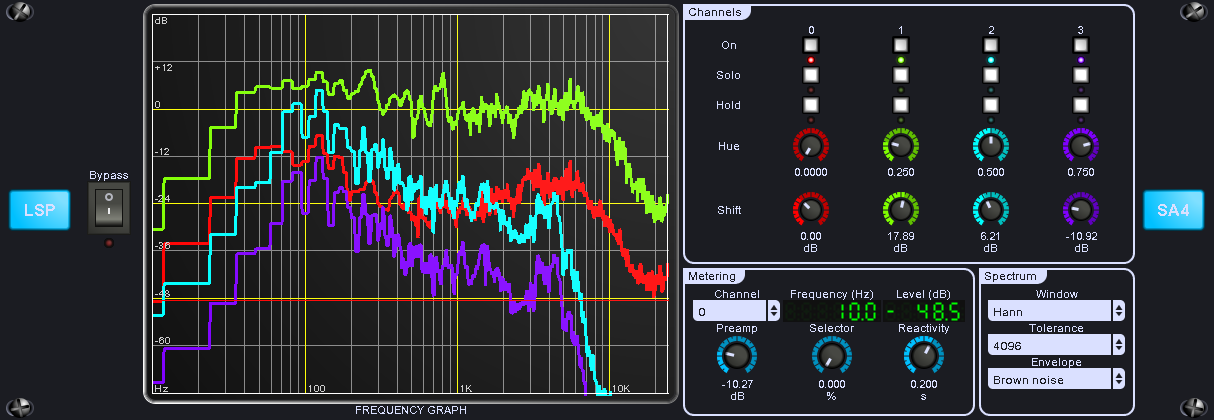 dB
+12
0
-12
-24
-36
-48
-60
Hz
100
1K
10K
FREQUENCY GRAPH
LSP
Bypass
Channels
0 1 2 3
On
Solo
Hold
Hue
0.0000 0.250 0.500 0.750
Shift
0.00 17.89 6.21 -10.92
dB dB dB dB
SA4
Metering
Channel Frequency (Hz) Level (dB)
0 10.0 - 48.5
Preamp Selector Reactivity
-10.27 0.000 0.200
dB % s
Spectrum
Window
Hann
Tolerance
4096
Envelope
Brown noise